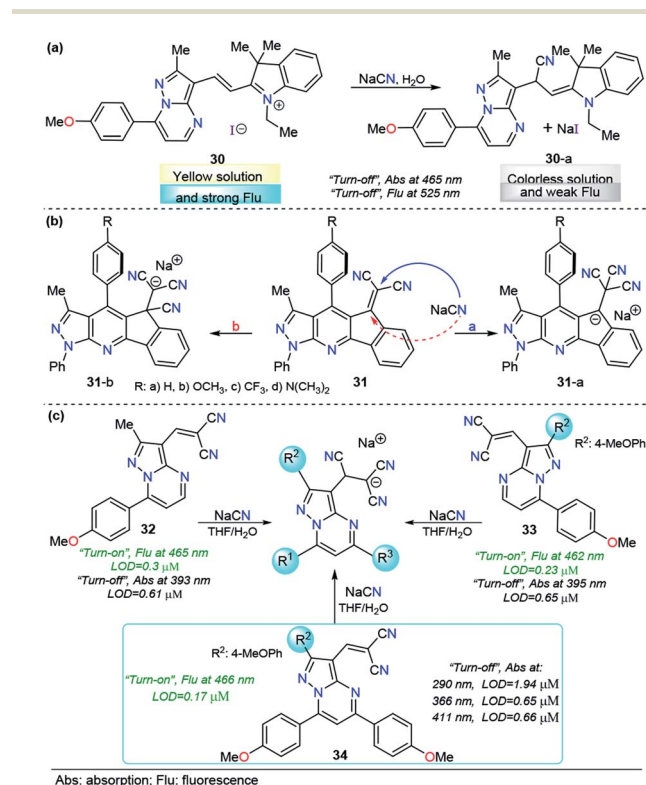 (a)
Me
N
N
N
MeO
I⊖
N
⊕
Et
Me
Me
30
Yellow solution
and strong Flu
NaCN, H₂O
"Turn-off", Abs at 465 nm
"Turn-off", Flu at 525 nm
Me
CN
Me
Me
N
N
N
N
Me
MeO
+ NaI
30-a
Colorless solution
and weak Flu
(b)
R
NC
Na⊕
CN
⊖
NC
CN
Me
N
N
N
Ph
31-b
b
R
NC
CN
NaCN
Me
N
N
N
Ph
31
a
R
NC
CN
CN
⊖
Na⊕
Me
N
N
N
Ph
31-a
R: a) H, b) OCH₃, c) CF₃, d) N(CH₃)₂
(c)
Me
CN
CN
N
N
N
MeO
32
"Turn-on", Flu at 465 nm
LOD=0.3 µM
"Turn-off", Abs at 393 nm
LOD=0.61 µM
NaCN
THF/H₂O
Na⊕
NC
CN
⊖
CN
R²
N
N
N
R¹
R³
NaCN
THF/H₂O
NC
NC
R²
R²: 4-MeOPh
N
N
N
OMe
33
"Turn-on", Flu at 462 nm
LOD=0.23 µM
"Turn-off", Abs at 395 nm
LOD=0.65 µM
NaCN
THF/H₂O
R²: 4-MeOPh
R²
CN
CN
N
N
N
MeO
OMe
34
"Turn-on", Flu at 466 nm
LOD=0.17 µM
"Turn-off", Abs at:
290 nm, LOD=1.94 µM
366 nm, LOD=0.65 µM
411 nm, LOD=0.66 µM
Abs: absorption; Flu: fluorescence